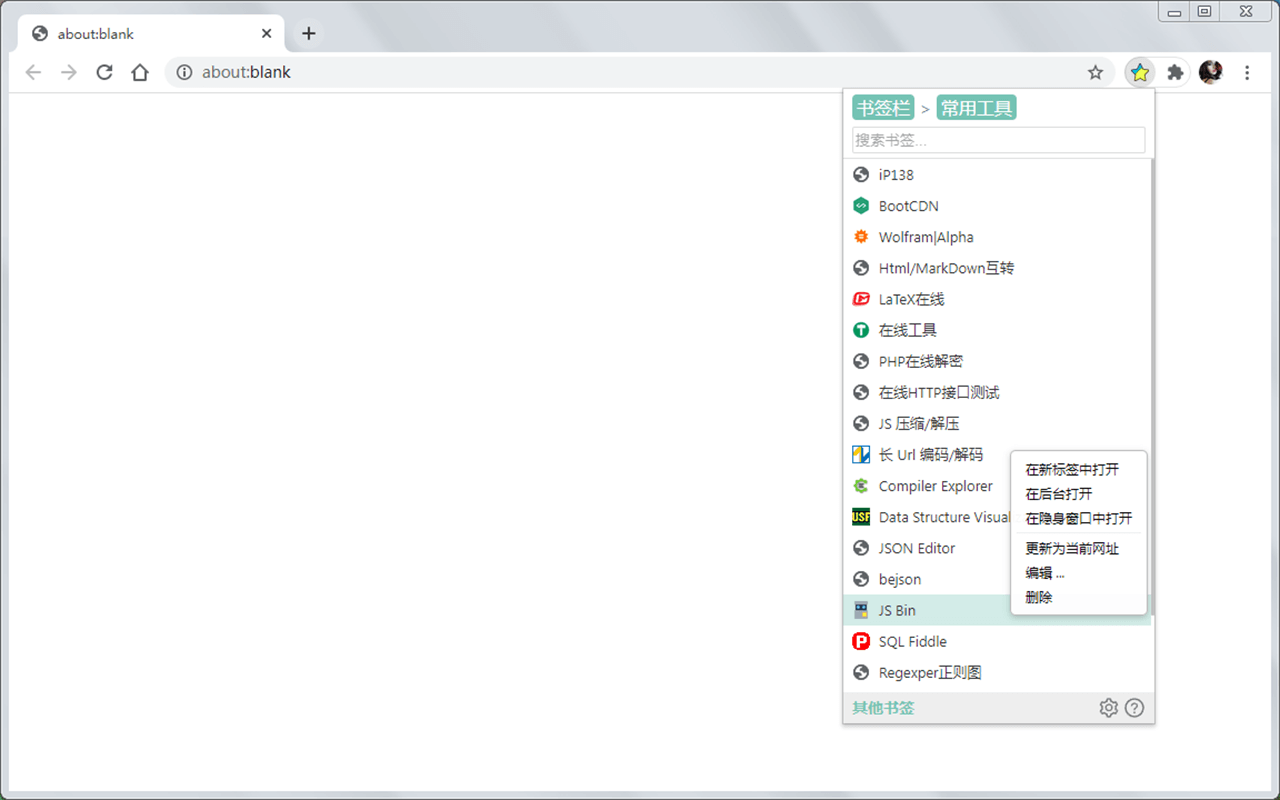 about:blank
about:blank
书签栏 > 常用工具
搜索书签...
iP138
BootCDN
Wolfram|Alpha
Html/MarkDown互转
LaTeX在线
在线工具
PHP在线解密
在线HTTP接口测试
JS 压缩/解压
长 Url 编码/解码
Compiler Explorer
Data Structure Visual
JSON Editor
bejson
JS Bin
SQL Fiddle
Regexper正则图
在新标签中打开
在后台打开
在隐身窗口中打开
更新为当前网址
编辑 ...
删除
其他书签